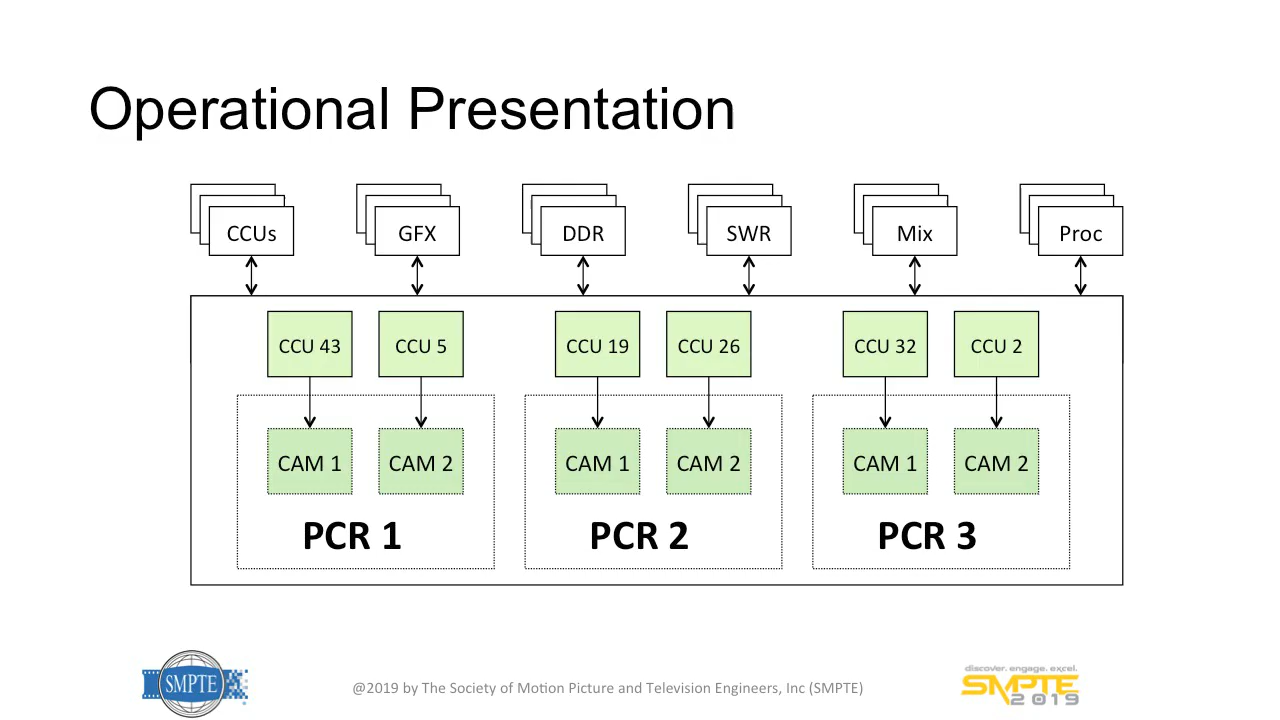 Operational Presentation
CCUs GFX DDR SWR Mix Proc
CCU 43 CCU 5 CCU 19 CCU 26 CCU 32 CCU 2
CAM 1 CAM 2 CAM 1 CAM 2 CAM 1 CAM 2
PCR 1 PCR 2 PCR 3
SMPTE
@2019 by The Society of Motion Picture and Television Engineers, Inc (SMPTE)
discover. engage. excel.
SMPTE
2019